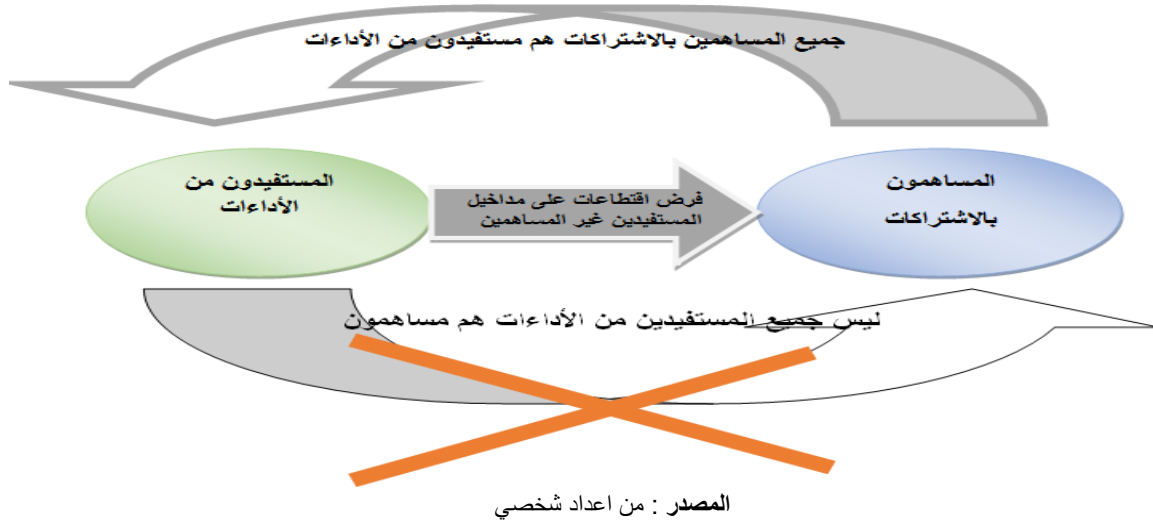 جميع المساهمين بالاشتراكات هم مستفيدون من الأداءات
المساهمون
بالاشتراكات
فرض اقتطاعات على مداخيل
المستفيدين غير المساهمين
المستفيدون من
الأداءات
ليس جميع المستفيدين من الأداءات هم مساهمون
المصدر : من اعداد شخصي